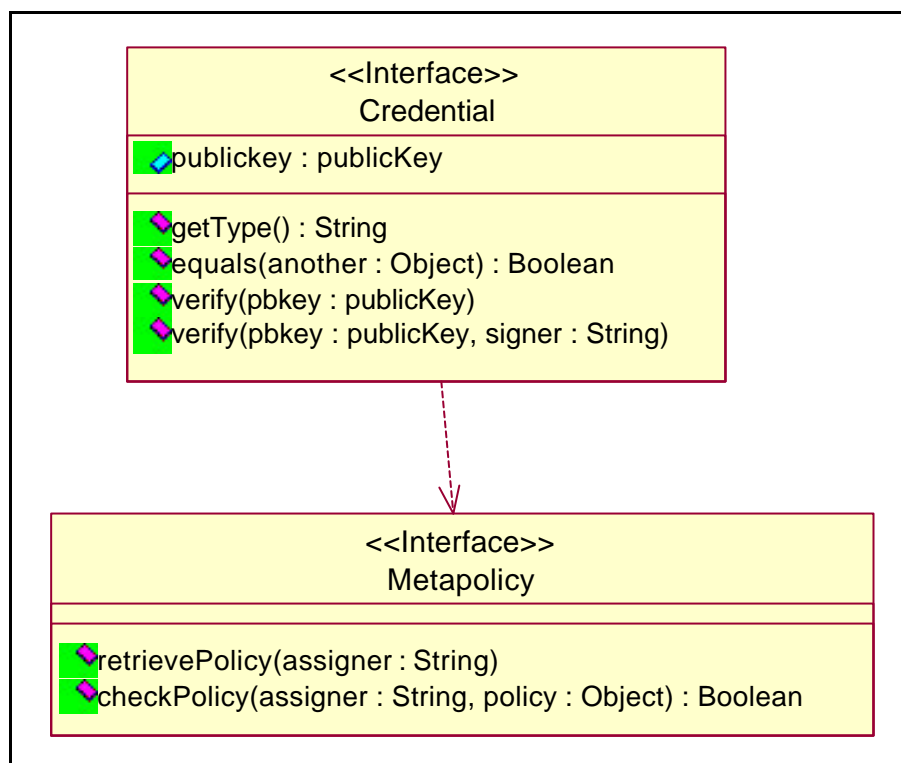 <<Interface>>
Credential
publickey : publicKey
getType() : String
equals(another : Object) : Boolean
verify(pbkey : publicKey)
verify(pbkey : publicKey, signer : String)
<<Interface>>
Metapolicy
retrievePolicy(assigner : String)
checkPolicy(assigner : String, policy : Object) : Boolean